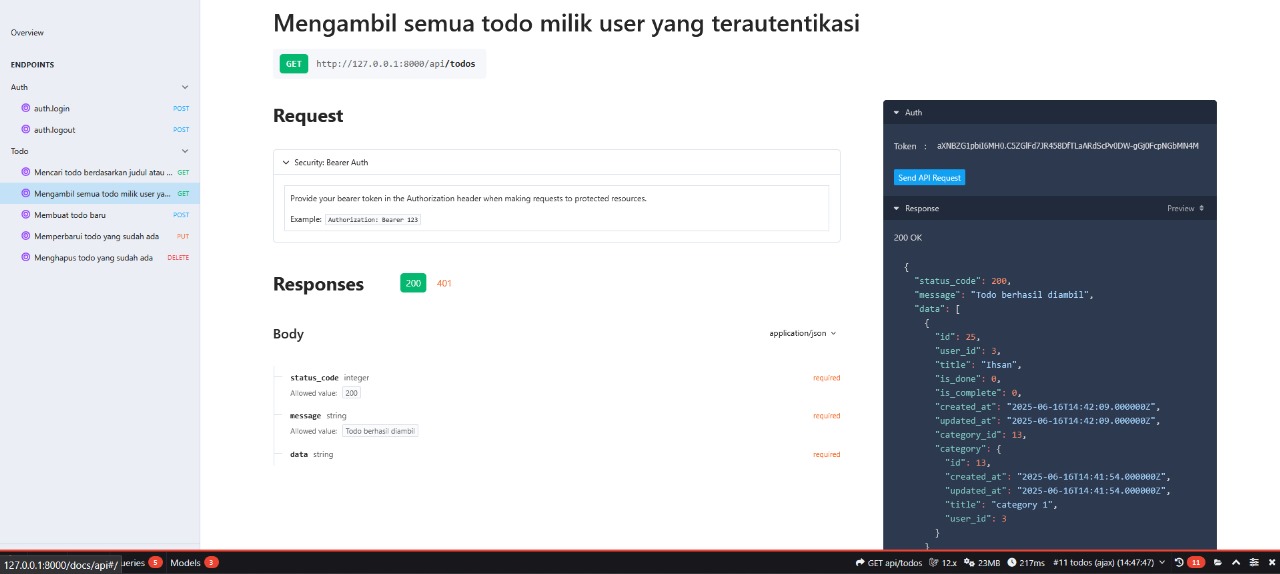 Overview
ENDPOINTS
Auth
auth.login POST
auth.logout POST
Todo
Mencari todo berdasarkan judul atau ... GET
Mengambil semua todo milik user ya... GET
Membuat todo baru POST
Memperbarui todo yang sudah ada PUT
Menghapus todo yang sudah ada DELETE
Mengambil semua todo milik user yang terautentikasi
GET http://127.0.0.1:8000/api/todos
Request
Security: Bearer Auth
Provide your bearer token in the Authorization header when making requests to protected resources.
Example: Authorization: Bearer 123
Responses 200 401
Body application/json
status_code integer required
Allowed value: 200
message string required
Allowed value: Todo berhasil diambil
data string required
Auth
Token :
Send API Request
Response Preview
200 OK
{
"status_code": 200,
"message": "Todo berhasil diambil",
"data": [
{
"id": 25,
"user_id": 3,
"title": "Ihsan",
"is_done": 0,
"is_complete": 0,
"created_at": "2025-06-16T14:42:09.000000Z",
"updated_at": "2025-06-16T14:42:09.000000Z",
"category_id": 13,
"category": {
"id": 13,
"created_at": "2025-06-16T14:41:54.000000Z",
"updated_at": "2025-06-16T14:41:54.000000Z",
"title": "category 1",
"user_id": 3
}
}
127.0.0.1:8000/docs/api#/ ueries 5 Models 3 GET api/todos 12.x 23MB 217ms #11 todos (ajax) (14:47:47) 11